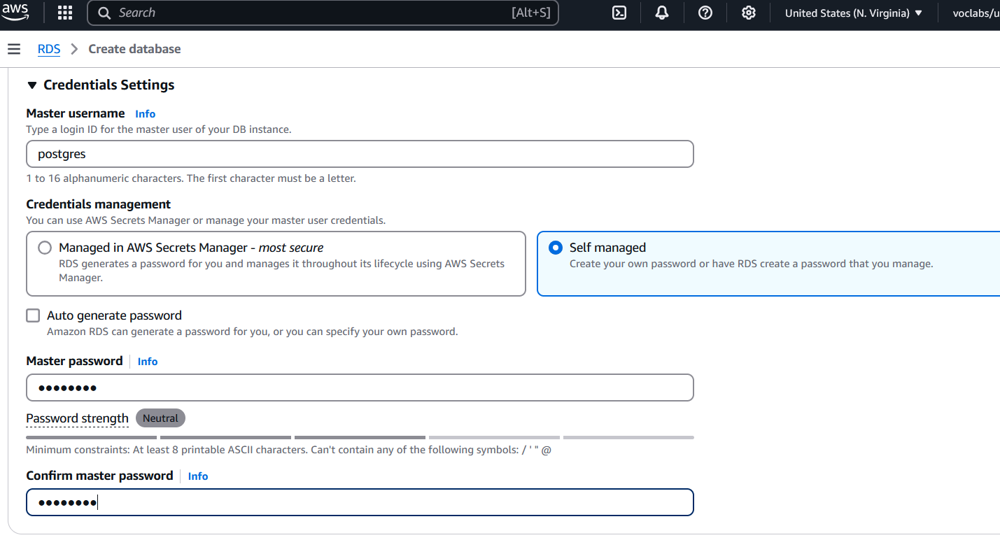 aws
Search [Alt+S] United States (N. Virginia) voclabs/u
RDS Create database
Credentials Settings
Master username Info
Type a login ID for the master user of your DB instance.
postgres
1 to 16 alphanumeric characters. The first character must be a letter.
Credentials management
You can use AWS Secrets Manager or manage your master user credentials.
Managed in AWS Secrets Manager - most secure
RDS generates a password for you and manages it throughout its lifecycle using AWS Secrets
Manager.
Self managed
Create your own password or have RDS create a password that you manage.
Auto generate password
Amazon RDS can generate a password for you, or you can specify your own password.
Master password Info
••••••••
Password strength Neutral
Minimum constraints: At least 8 printable ASCII characters. Can't contain any of the following symbols: / ' " @
Confirm master password Info
••••••••